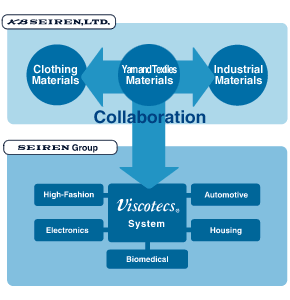 KB SEIREN, LTD.
Clothing
Materials
Yarn and Textiles
Materials
Industrial
Materials
Collaboration
SEIREN Group
High-Fashion
Automotive
Viscotecs®
System
Electronics
Housing
Biomedical